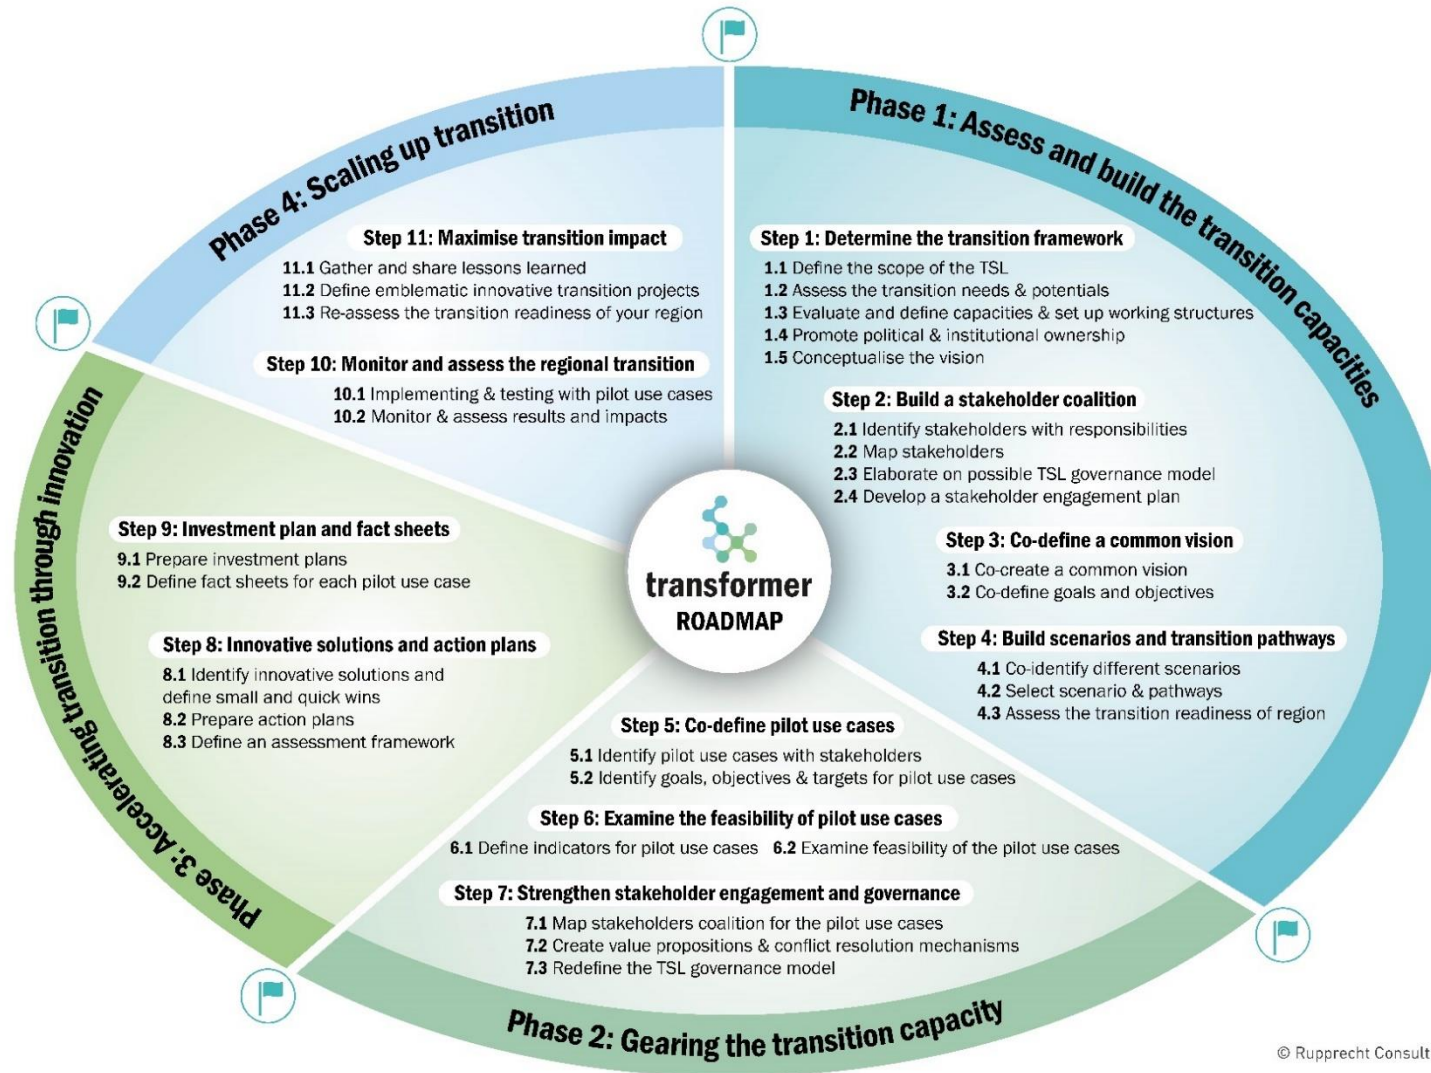 Phase 1: Assess and build the transition capacities
Step 1: Determine the transition framework
1.1 Define the scope of the TSL
1.2 Assess the transition needs & potentials
1.3 Evaluate and define capacities & set up working structures
1.4 Promote political & institutional ownership
1.5 Conceptualise the vision
Step 2: Build a stakeholder coalition
2.1 Identify stakeholders with responsibilities
2.2 Map stakeholders
2.3 Elaborate on possible TSL governance model
2.4 Develop a stakeholder engagement plan
Step 3: Co-define a common vision
3.1 Co-create a common vision
3.2 Co-define goals and objectives
Step 4: Build scenarios and transition pathways
4.1 Co-identify different scenarios
4.2 Select scenario & pathways
4.3 Assess the transition readiness of region
Phase 2: Gearing the transition capacity
Step 5: Co-define pilot use cases
5.1 Identify pilot use cases with stakeholders
5.2 Identify goals, objectives & targets for pilot use cases
Step 6: Examine the feasibility of pilot use cases
6.1 Define indicators for pilot use cases 6.2 Examine feasibility of the pilot use cases
Step 7: Strengthen stakeholder engagement and governance
7.1 Map stakeholders coalition for the pilot use cases
7.2 Create value propositions & conflict resolution mechanisms
7.3 Redefine the TSL governance model
Phase 3: Accelerating transition through innovation
Step 9: Investment plan and fact sheets
9.1 Prepare investment plans
9.2 Define fact sheets for each pilot use case
Step 8: Innovative solutions and action plans
8.1 Identify innovative solutions and
define small and quick wins
8.2 Prepare action plans
8.3 Define an assessment framework
Phase 4: Scaling up transition
Step 11: Maximise transition impact
11.1 Gather and share lessons learned
11.2 Define emblematic innovative transition projects
11.3 Re-assess the transition readiness of your region
Step 10: Monitor and assess the regional transition
10.1 Implementing & testing with pilot use cases
10.2 Monitor & assess results and impacts
transformer
ROADMAP
© Rupprecht Consult